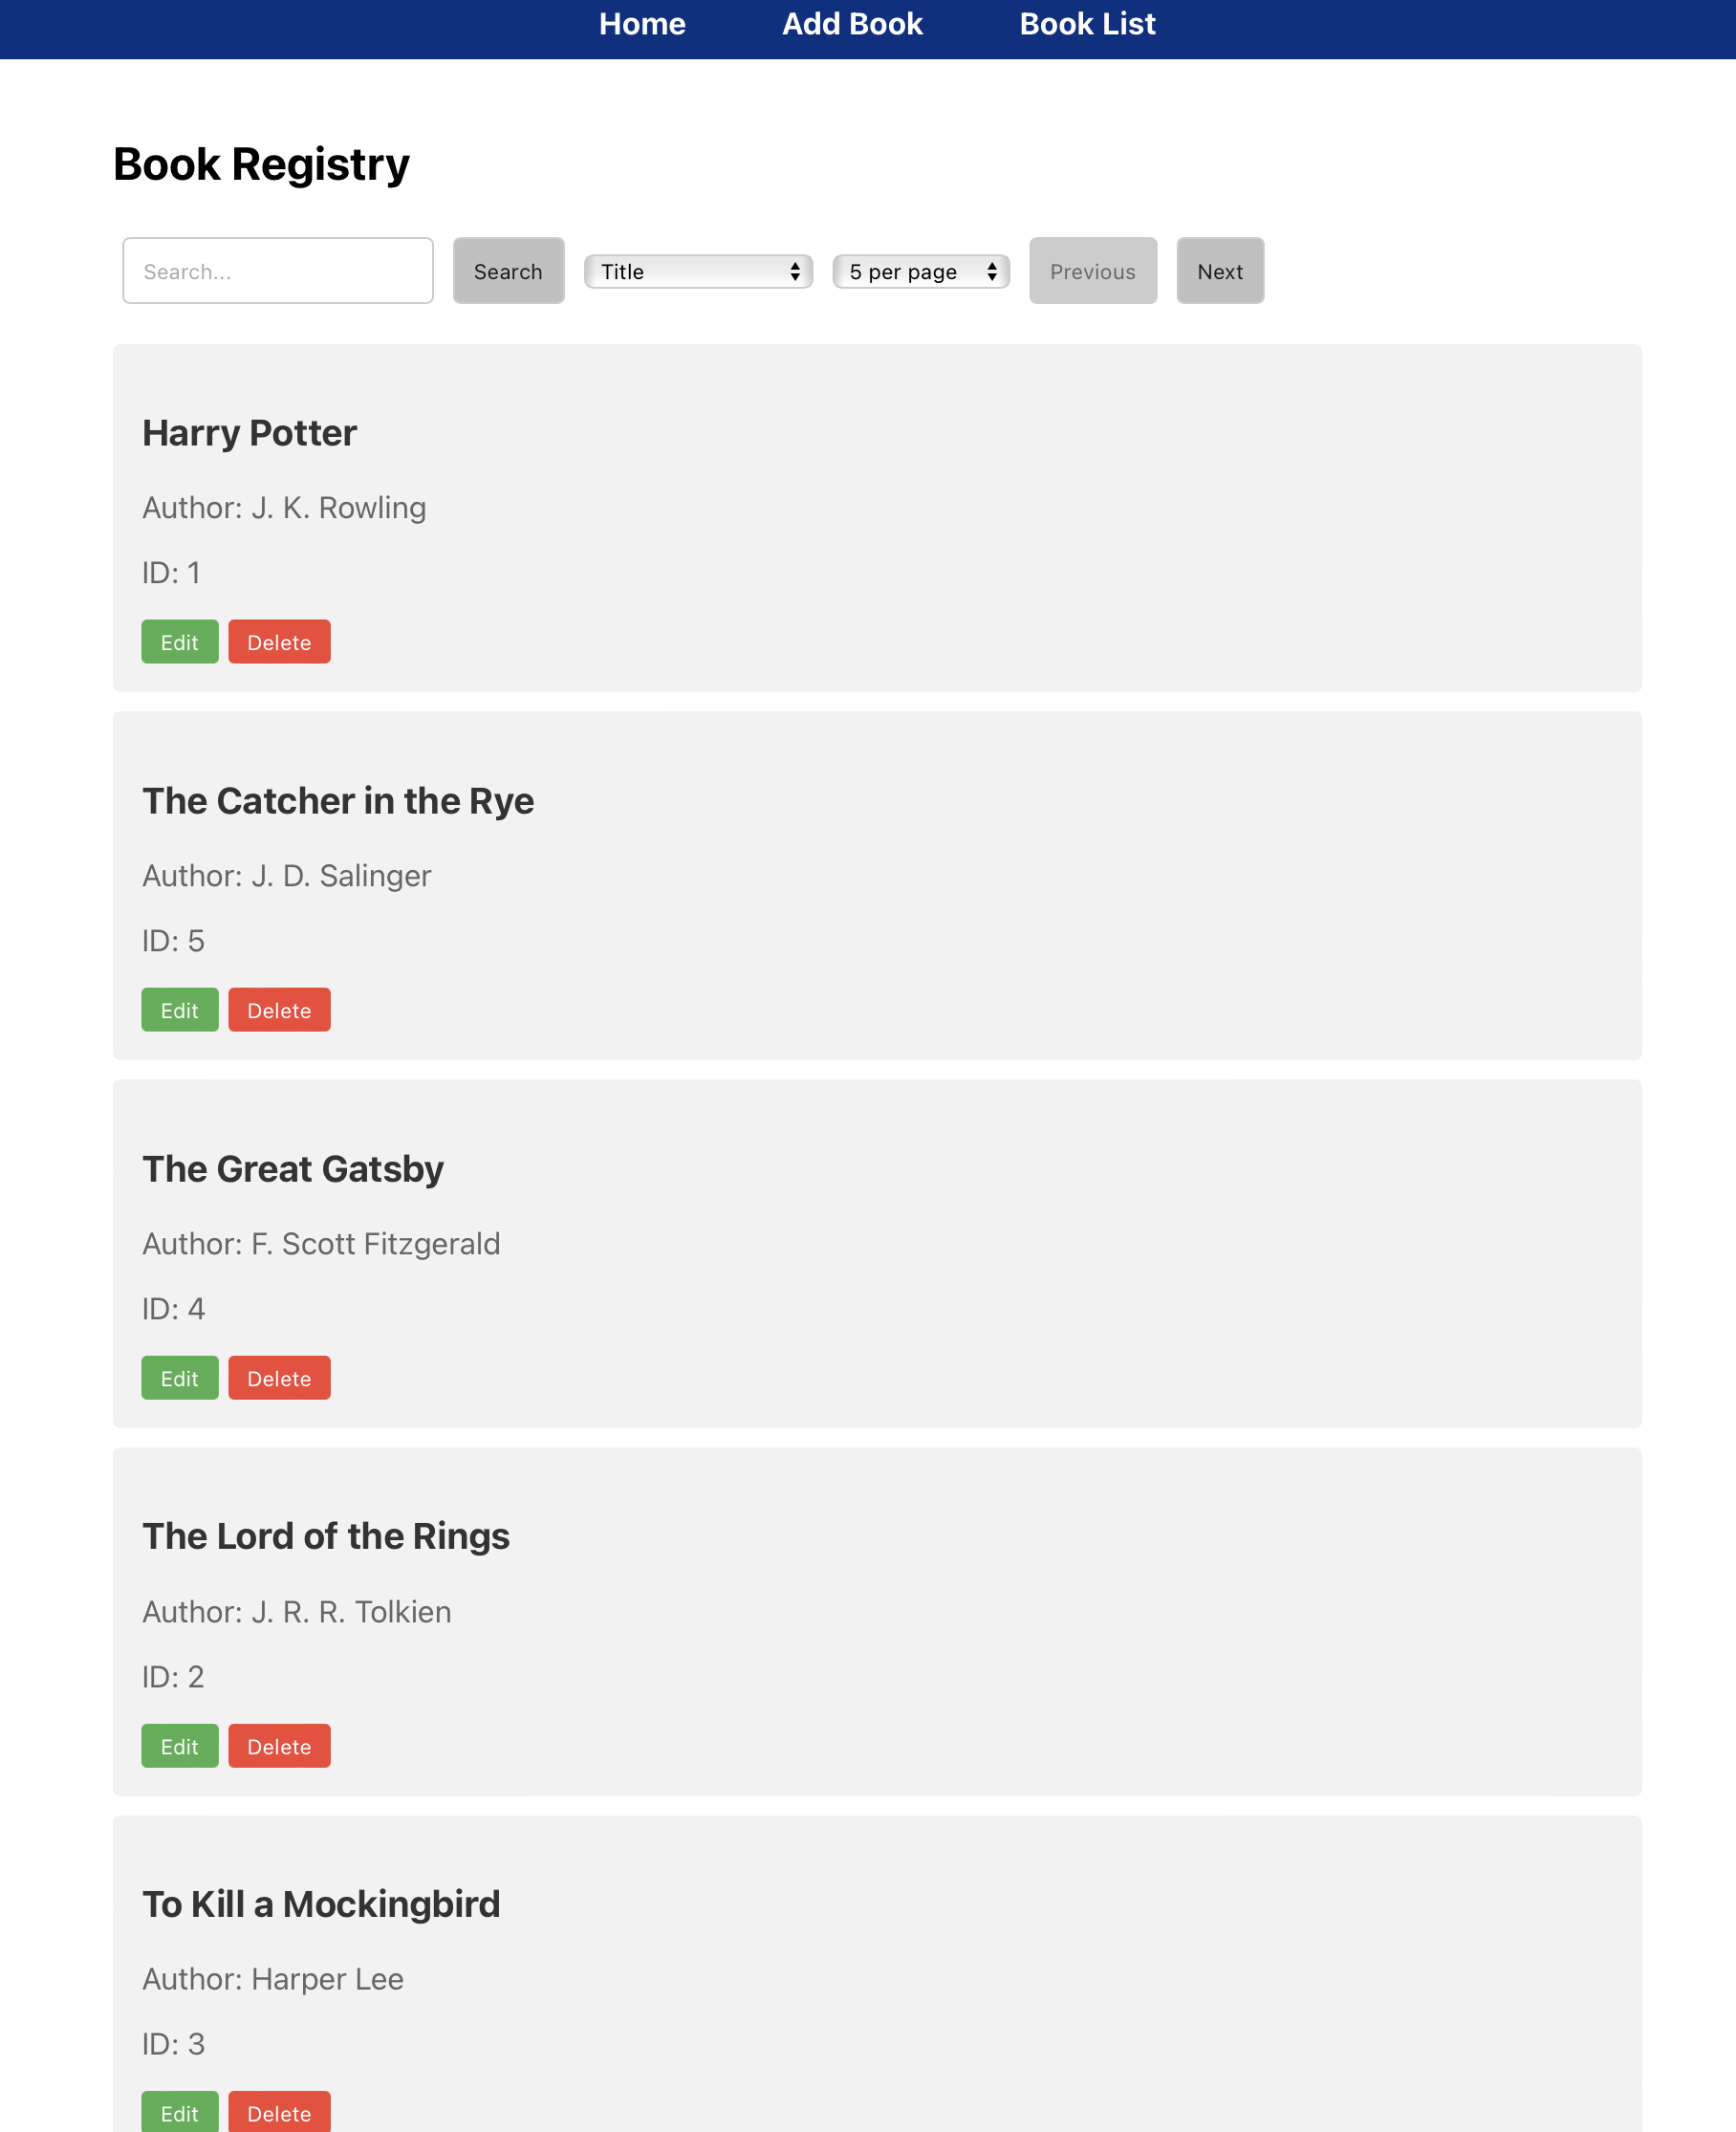 Home Add Book Book List
Book Registry
Search... Search Title 5 per page Previous Next
Harry Potter
Author: J. K. Rowling
ID: 1
Edit Delete
The Catcher in the Rye
Author: J. D. Salinger
ID: 5
Edit Delete
The Great Gatsby
Author: F. Scott Fitzgerald
ID: 4
Edit Delete
The Lord of the Rings
Author: J. R. R. Tolkien
ID: 2
Edit Delete
To Kill a Mockingbird
Author: Harper Lee
ID: 3
Edit Delete